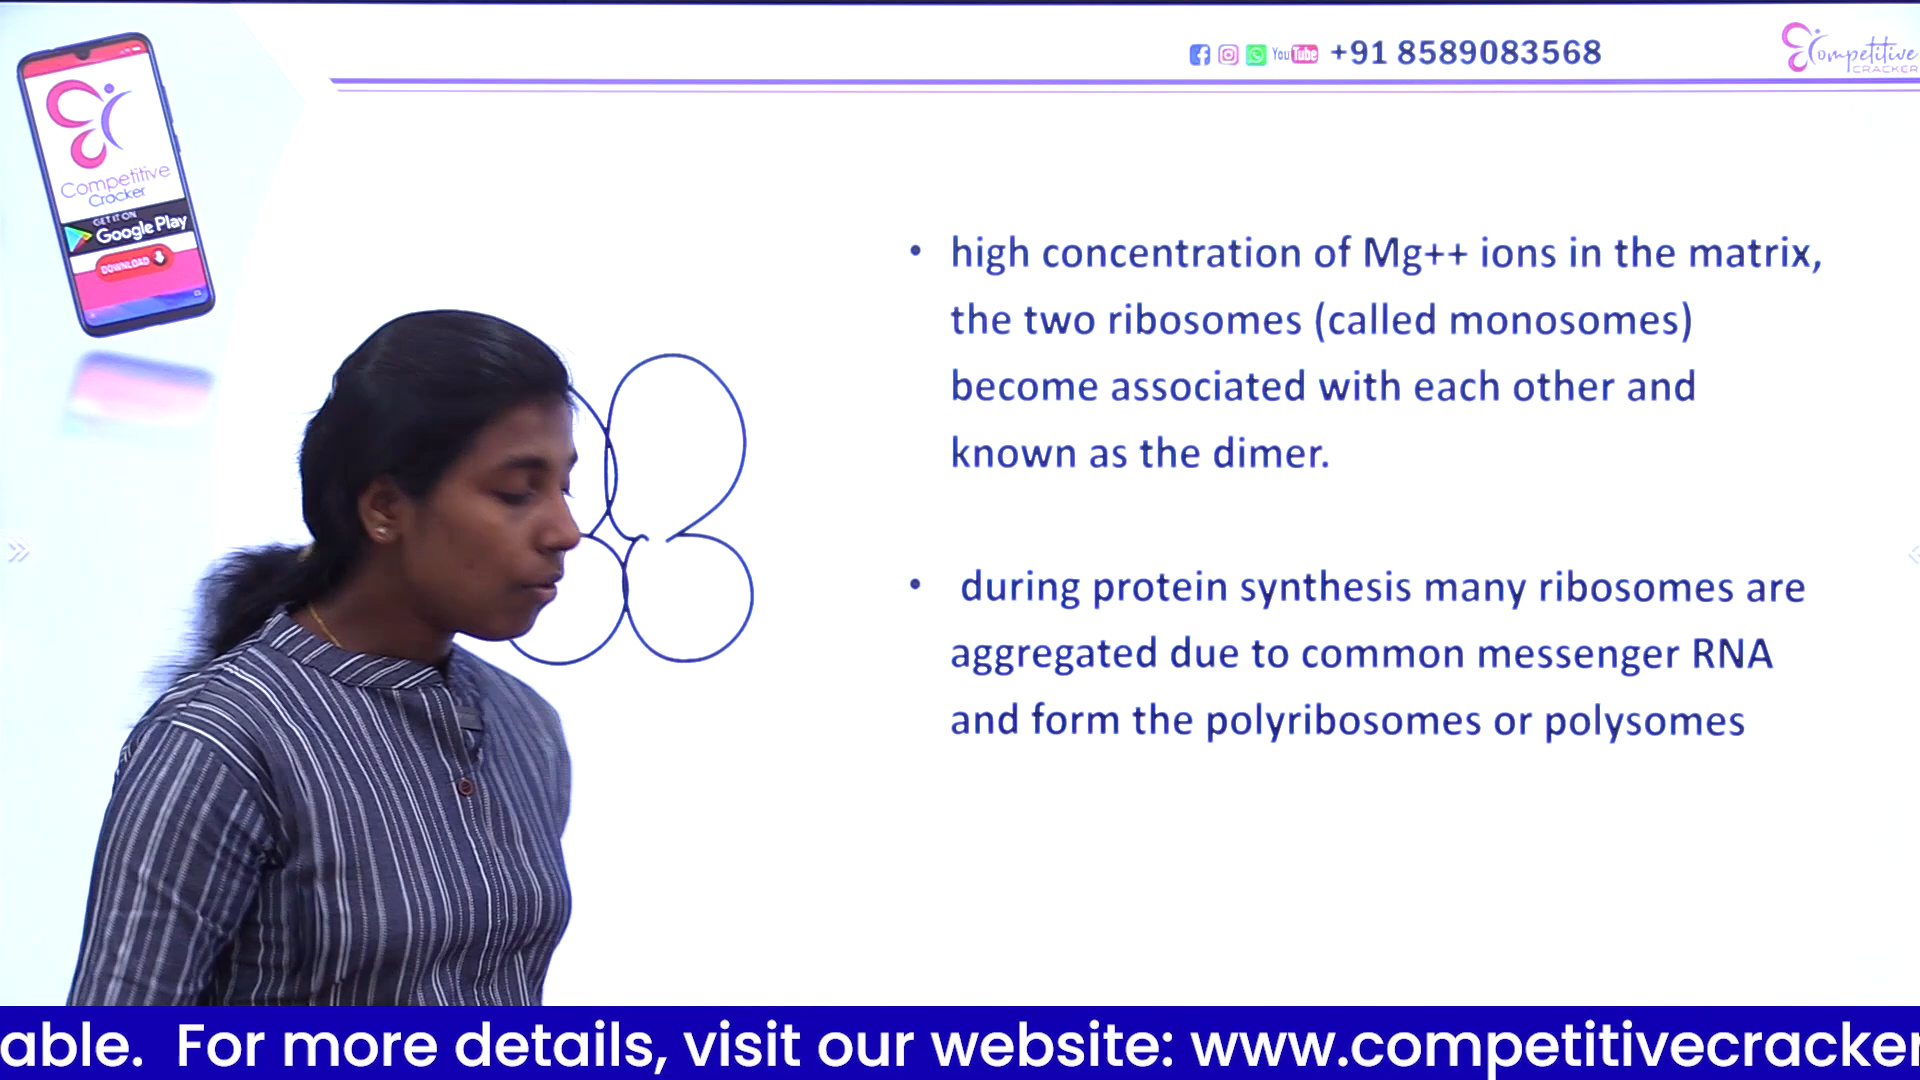 YouTube +91 8589083568
Competitive
CRACKER
Competitive
Cracker
GET IT ON
Google Play
DOWNLOAD
• high concentration of Mg++ ions in the matrix,
the two ribosomes (called monosomes)
become associated with each other and
known as the dimer.
• during protein synthesis many ribosomes are
aggregated due to common messenger RNA
and form the polyribosomes or polysomes
able. For more details, visit our website: www.competitivecracker